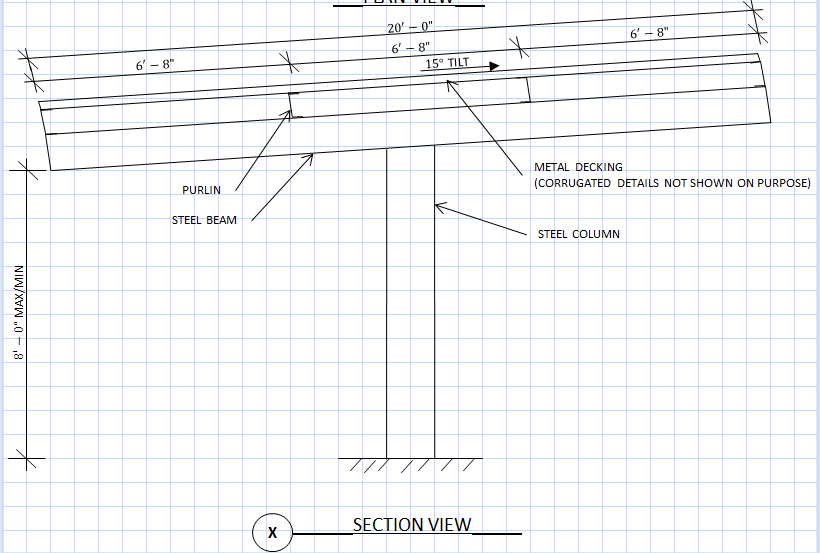 PLAN VIEW
20' – 0"
6' – 8"
6' – 8"
6' – 8"
15° TILT
METAL DECKING
(CORRUGATED DETAILS NOT SHOWN ON PURPOSE)
PURLIN
STEEL BEAM
STEEL COLUMN
8' – 0" MAX/MIN
X
SECTION VIEW